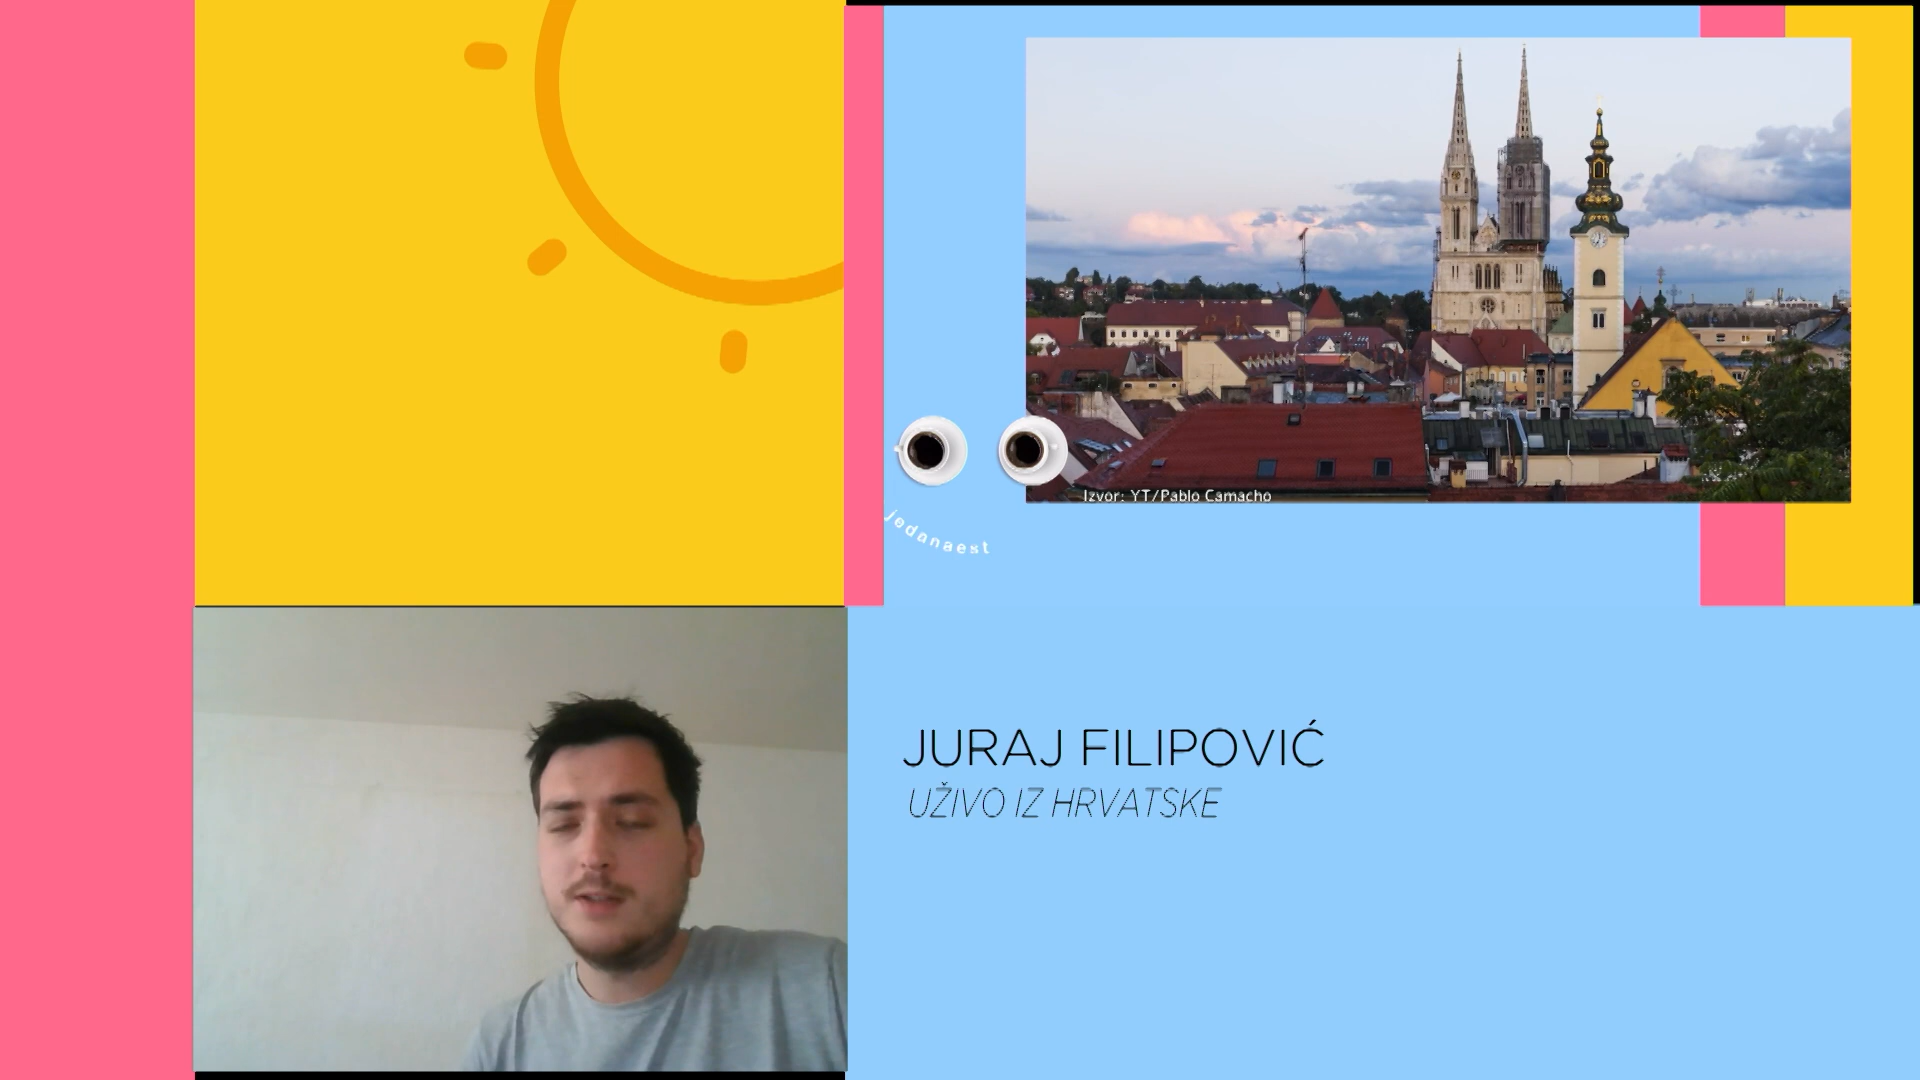 Izvor: YT/Pablo Camacho
jedanaest
JURAJ FILIPOVIĆ
UŽIVO IZ HRVATSKE